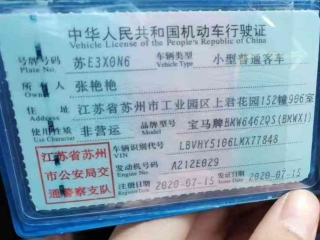 中华人民共和国机动车行驶证
Vehicle License of the People's Republic of China
号牌号码 苏E3X0N6 车辆类型 小型普通客车
Plate No. Vehicle Type
所有人 张艳艳
Owner
住址 江苏省苏州市工业园区上君花园152幢906室
Address
使用性质 非营运 品牌型号 宝马牌BMW6462QS(BMWX1)
Use Character Model
江苏省苏州市公安局交通警察支队
车辆识别代号 LBVHY5106LMX77848
VIN
发动机号码 A212E029
Engine No.
注册日期 2020-07-15 发证日期 2020-07-15
Register Date Issue Date